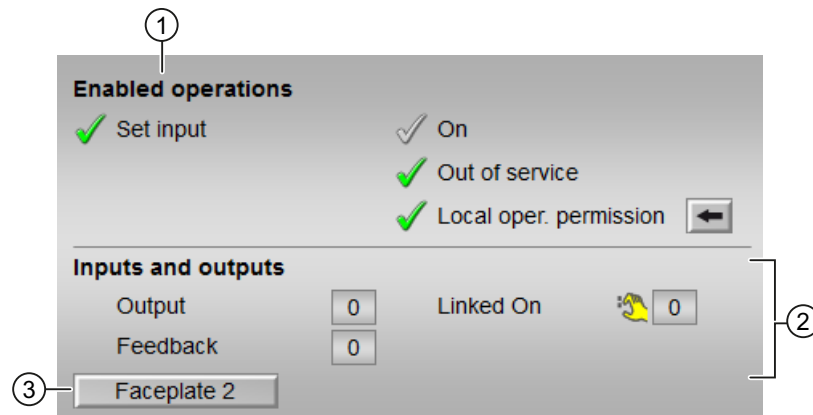 1
Enabled operations
Set input
On
Out of service
Local oper. permission
Inputs and outputs
Output 0
Linked On 0
Feedback 0
2
3
Faceplate 2